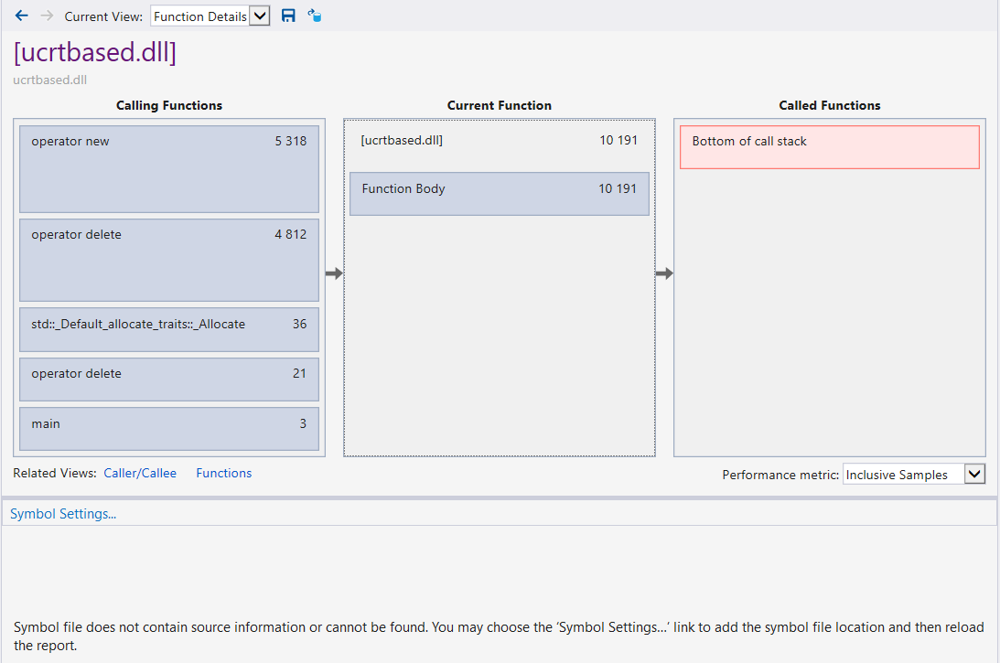 Current View: Function Details
[ucrtbased.dll]
ucrtbased.dll
Calling Functions
operator new 5 318
operator delete 4 812
std::_Default_allocate_traits::_Allocate 36
operator delete 21
main 3
Current Function
[ucrtbased.dll] 10 191
Function Body 10 191
Called Functions
Bottom of call stack
Related Views: Caller/Callee Functions
Performance metric: Inclusive Samples
Symbol Settings...
Symbol file does not contain source information or cannot be found. You may choose the ‘Symbol Settings...’ link to add the symbol file location and then reload
the report.